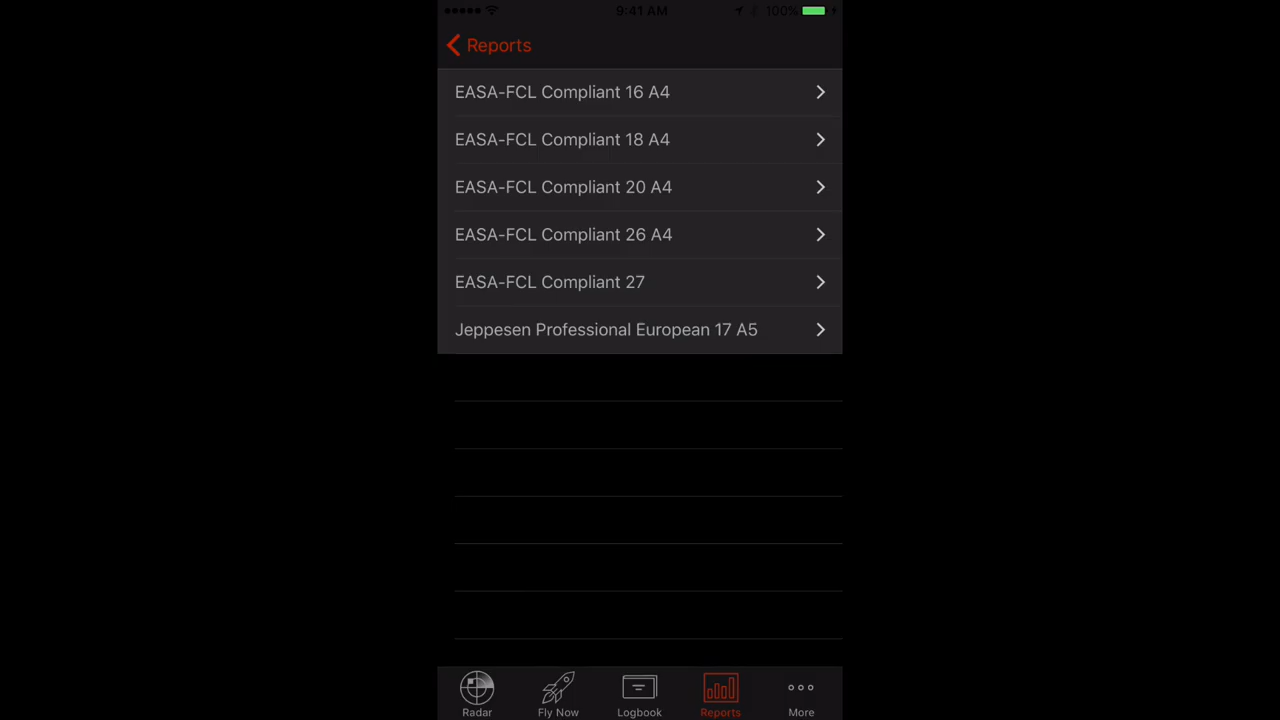 9:41 AM 100%
Reports
EASA-FCL Compliant 16 A4
EASA-FCL Compliant 18 A4
EASA-FCL Compliant 20 A4
EASA-FCL Compliant 26 A4
EASA-FCL Compliant 27
Jeppesen Professional European 17 A5
Radar Fly Now Logbook Reports More